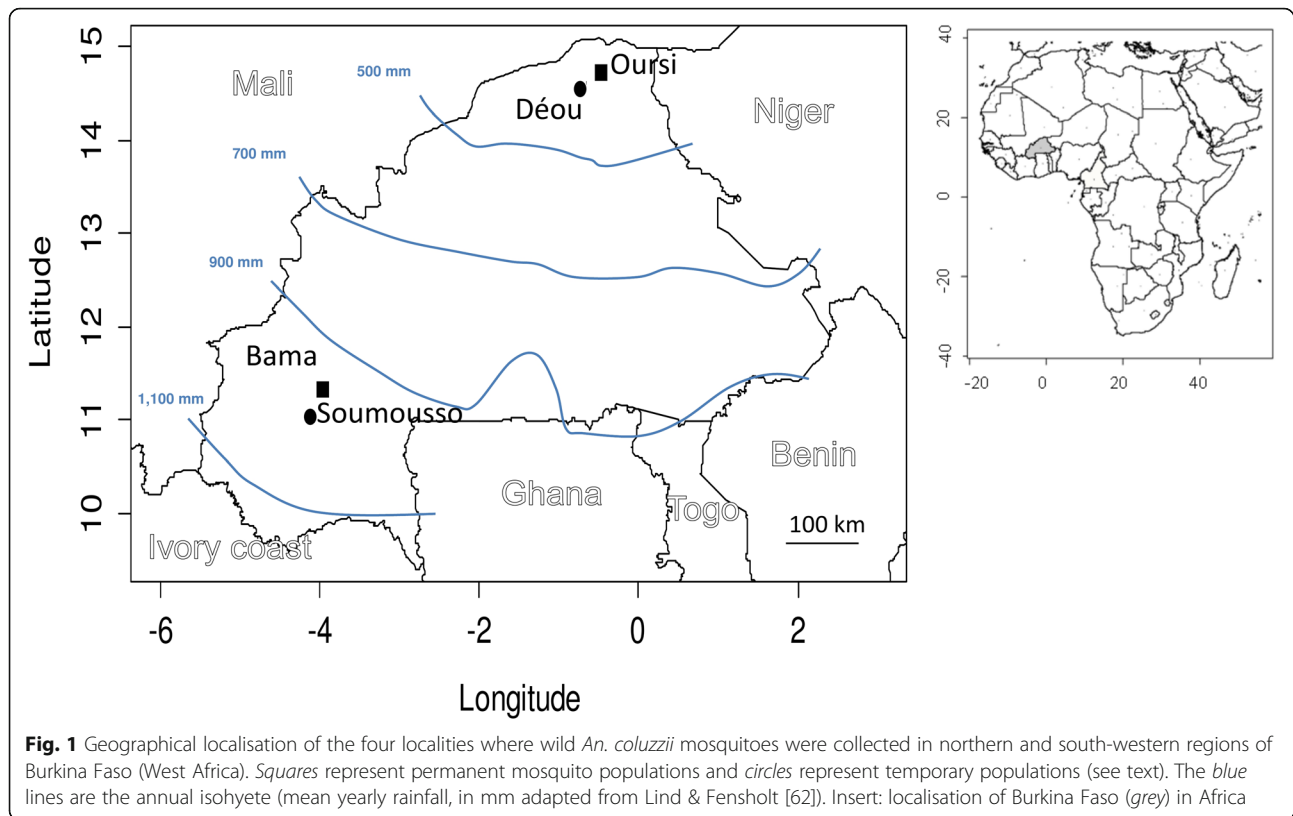 15
14
13
12
11
10
Latitude
Mali
500 mm
Oursi
Déou
Niger
700 mm
900 mm
Bama
Soumousso
1,100 mm
Benin
Ghana
Togo
Ivory coast
100 km
-6
-4
-2
0
2
Longitude
40
20
0
-20
-40
-20
0
20
40
Fig. 1 Geographical localisation of the four localities where wild An. coluzzii mosquitoes were collected in northern and south-western regions of
Burkina Faso (West Africa). Squares represent permanent mosquito populations and circles represent temporary populations (see text). The blue
lines are the annual isohyete (mean yearly rainfall, in mm adapted from Lind & Fensholt [62]). Insert: localisation of Burkina Faso (grey) in Africa